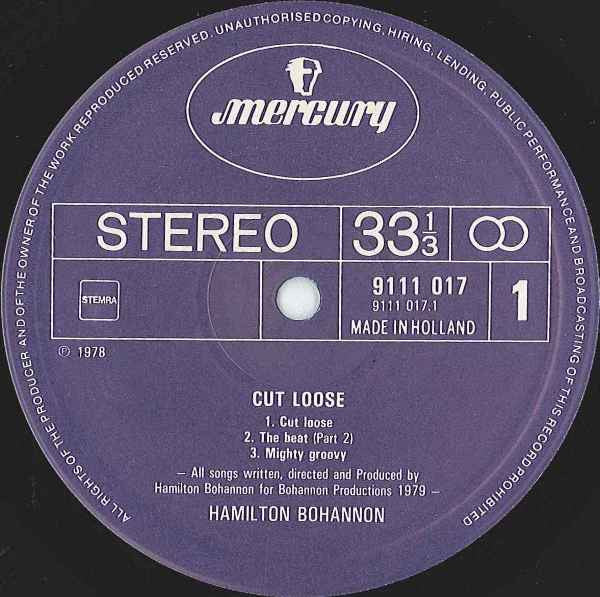 ALL RIGHTS OF THE PRODUCER AND OF THE OWNER OF THE WORK REPRODUCED RESERVED. UNAUTHORISED COPYING, HIRING, LENDING, PUBLIC PERFORMANCE AND BROADCASTING OF THIS RECORD PROHIBITED
mercury
STEREO 33 1/3
STEMRA
9111 017
9111 017.1
MADE IN HOLLAND
1
℗ 1978
CUT LOOSE
1. Cut loose
2. The beat (Part 2)
3. Mighty groovy
– All songs written, directed and Produced by
Hamilton Bohannon for Bohannon Productions 1979 –
HAMILTON BOHANNON